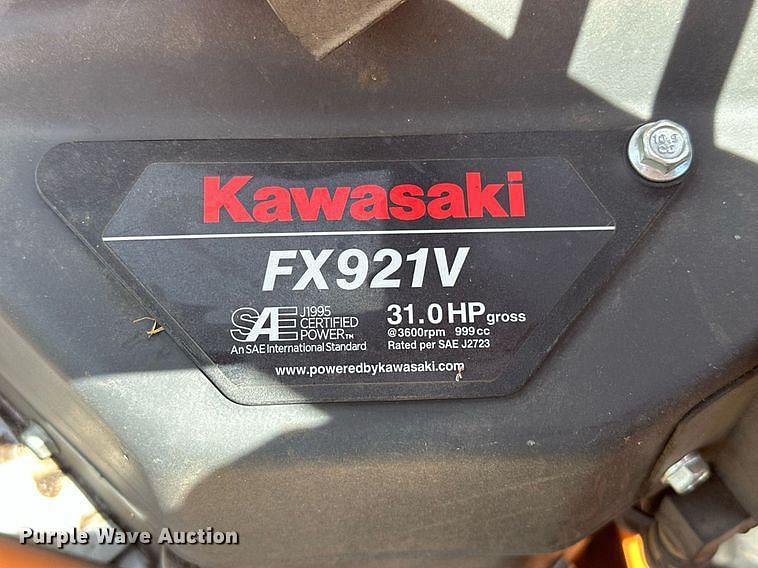 Kawasaki
FX921V
SAE J1995
CERTIFIED
POWER™
An SAE International Standard
31.0 HP gross
@3600rpm 999cc
Rated per SAE J2723
www.poweredbykawasaki.com
Purple Wave Auction